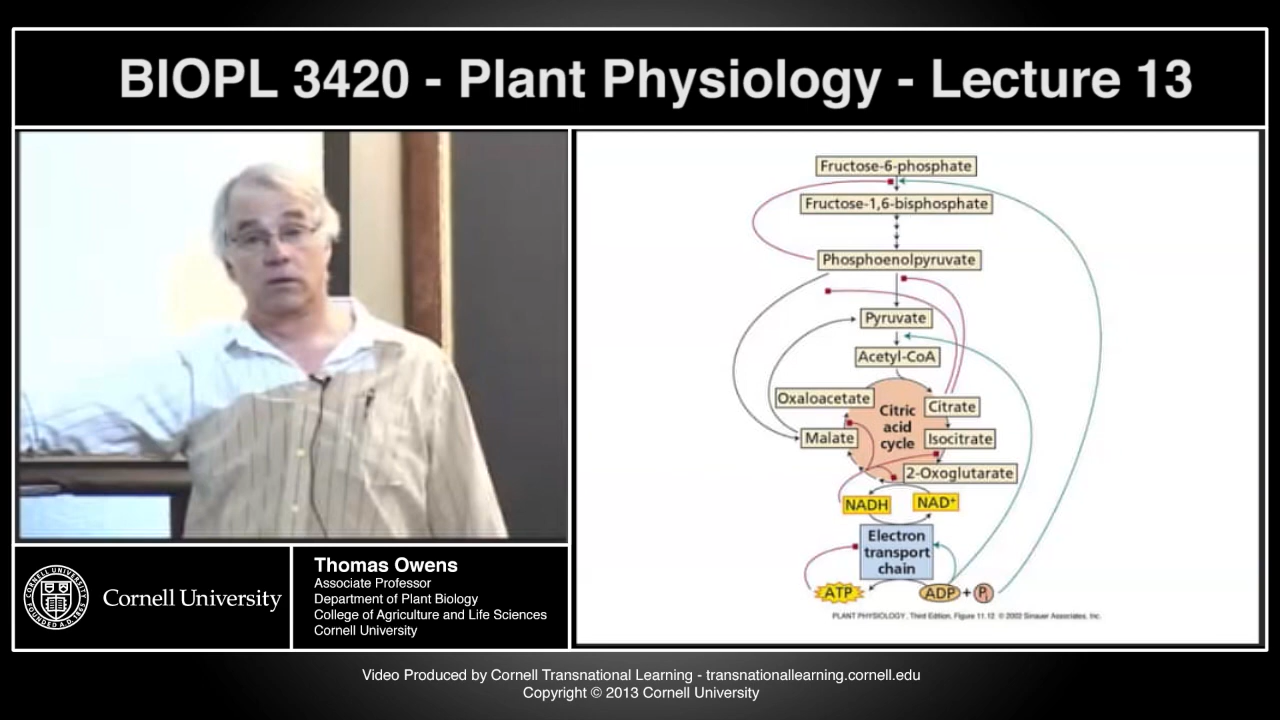 BIOPL 3420 - Plant Physiology - Lecture 13
Fructose-6-phosphate
Fructose-1,6-bisphosphate
Phosphoenolpyruvate
Pyruvate
Acetyl-CoA
Oxaloacetate
Citric
acid
cycle
Citrate
Malate
Isocitrate
2-Oxoglutarate
NADH
NAD⁺
Electron
transport
chain
ATP
ADP + Pᵢ
PLANT PHYSIOLOGY, Third Edition, Figure 11.12 © 2002 Sinauer Associates, Inc.
Cornell University
Thomas Owens
Associate Professor
Department of Plant Biology
College of Agriculture and Life Sciences
Cornell University
Video Produced by Cornell Transnational Learning - transnationallearning.cornell.edu
Copyright © 2013 Cornell University